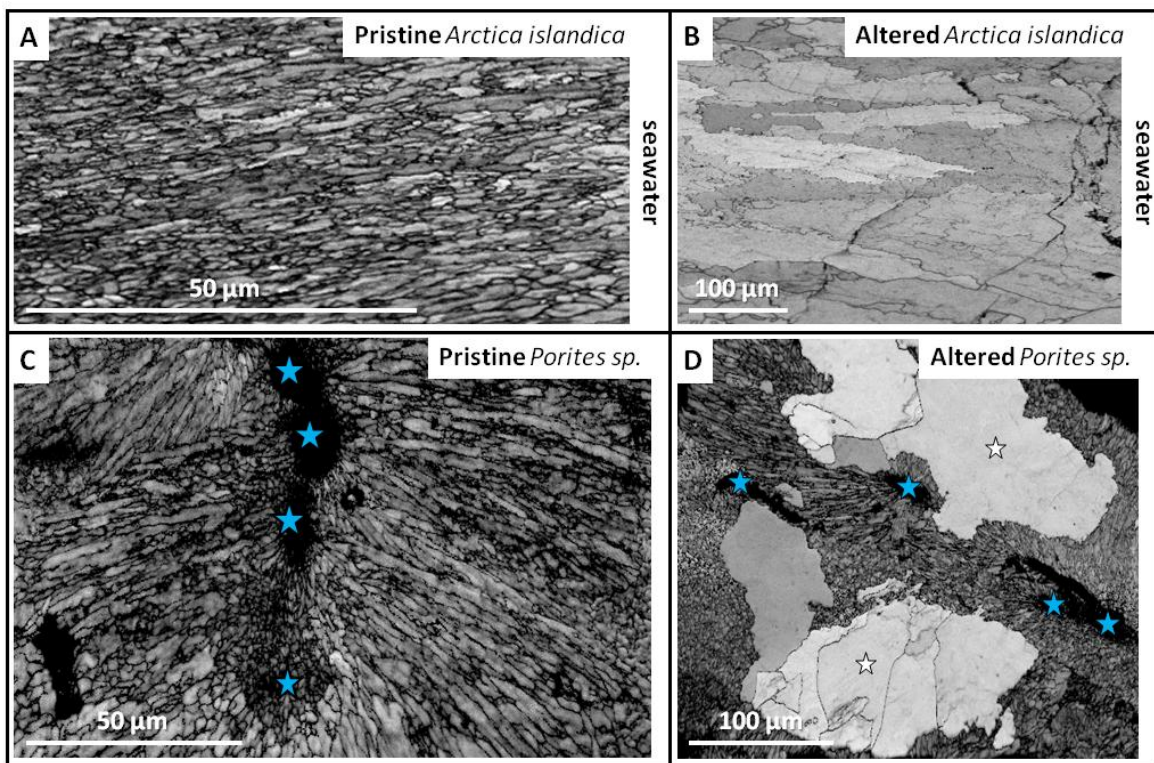 A
Pristine Arctica islandica
50 µm
seawater
B
Altered Arctica islandica
100 µm
seawater
C
Pristine Porites sp.
50 µm
D
Altered Porites sp.
100 µm